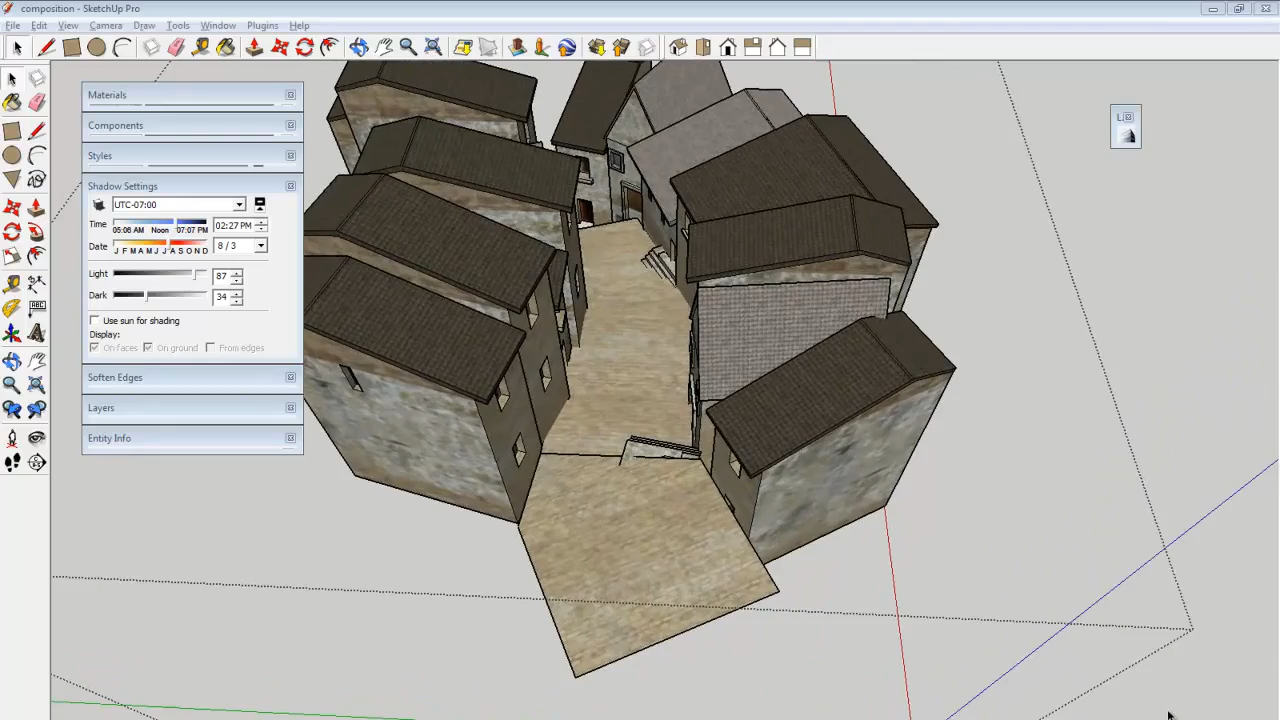 composition - SketchUp Pro
File Edit View Camera Draw Tools Window Plugins Help
Materials
Components
Styles
Shadow Settings
UTC-07:00
Time 05:06 AM Noon 07:07 PM 02:27 PM
Date J F M A M J J A S O N D 8 / 3
Light 87
Dark 34
Use sun for shading
Display:
On faces On ground From edges
Soften Edges
Layers
Entity Info
L
ABC